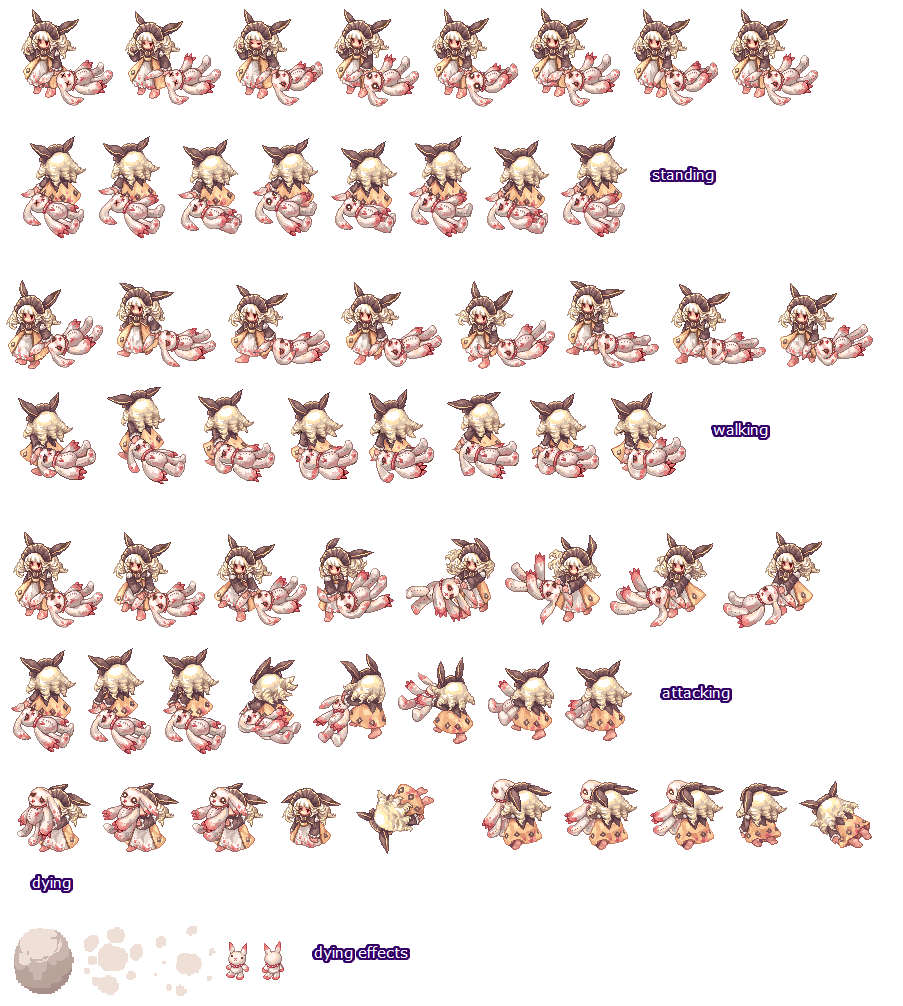 standing
walking
attacking
dying
dying effects